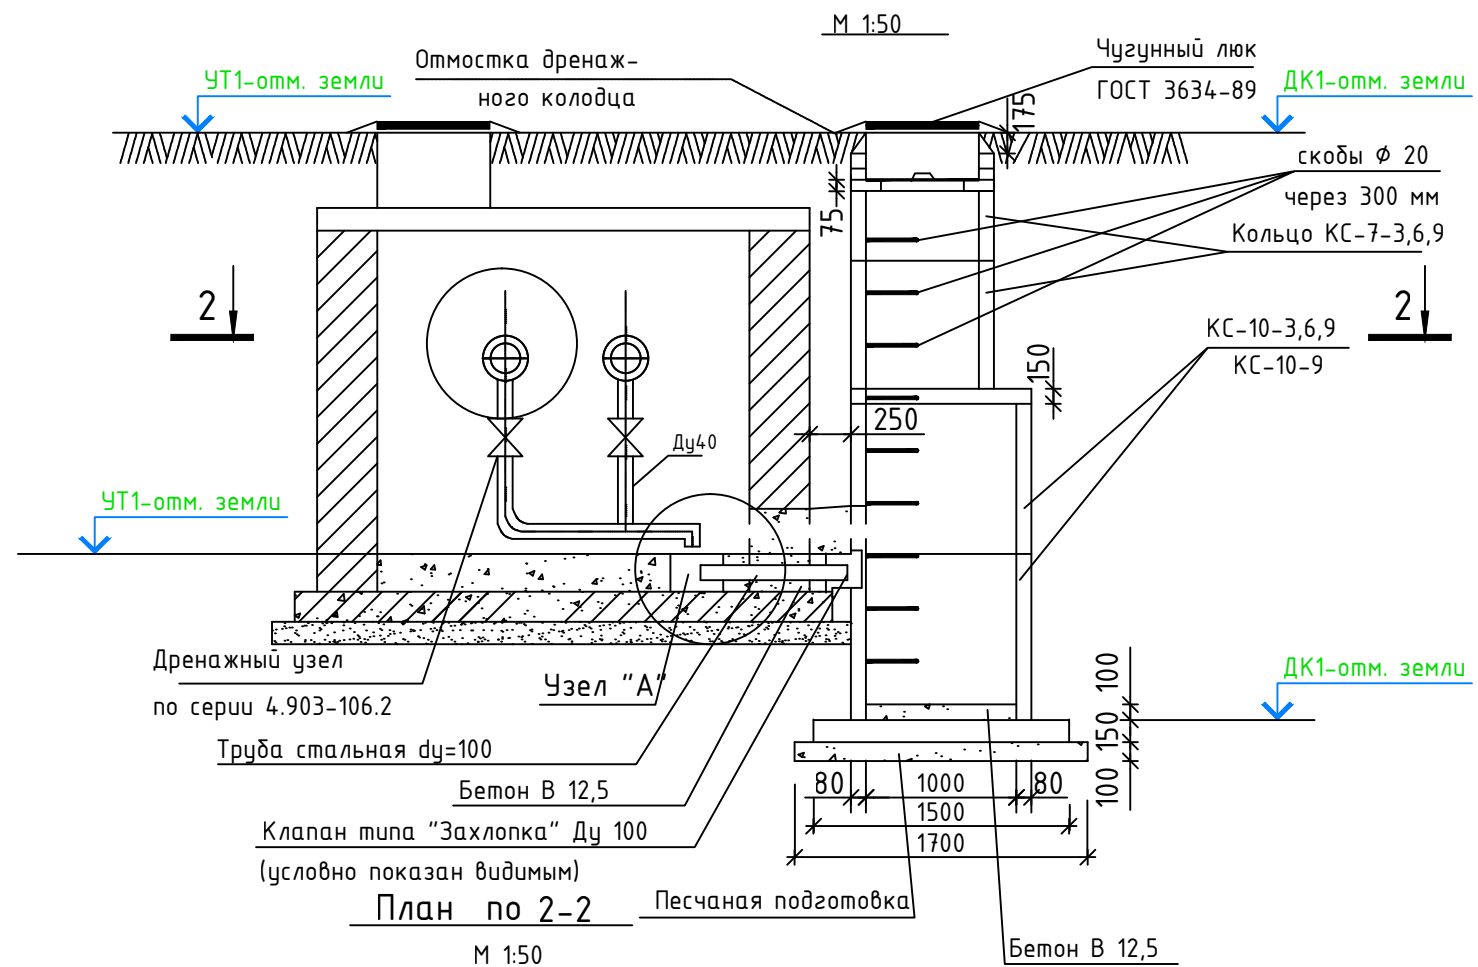 М 1:50
Отмостка дренаж-
ного колодца
Чугунный люк
ГОСТ 3634-89
УТ1-отм. земли
ДК1-отм. земли
175
скобы Ф 20
через 300 мм
75
Кольцо КС-7-3,6,9
2
2
КС-10-3,6,9
КС-10-9
150
250
Ду40
УТ1-отм. земли
Дренажный узел
по серии 4.903-106.2
Узел "А"
ДК1-отм. земли
100
150
100
Труба стальная dу=100
Бетон В 12,5
80
1000
80
1500
Клапан типа "Захлопка" Ду 100
(условно показан видимым)
1700
План по 2-2
М 1:50
Песчаная подготовка
Бетон В 12,5